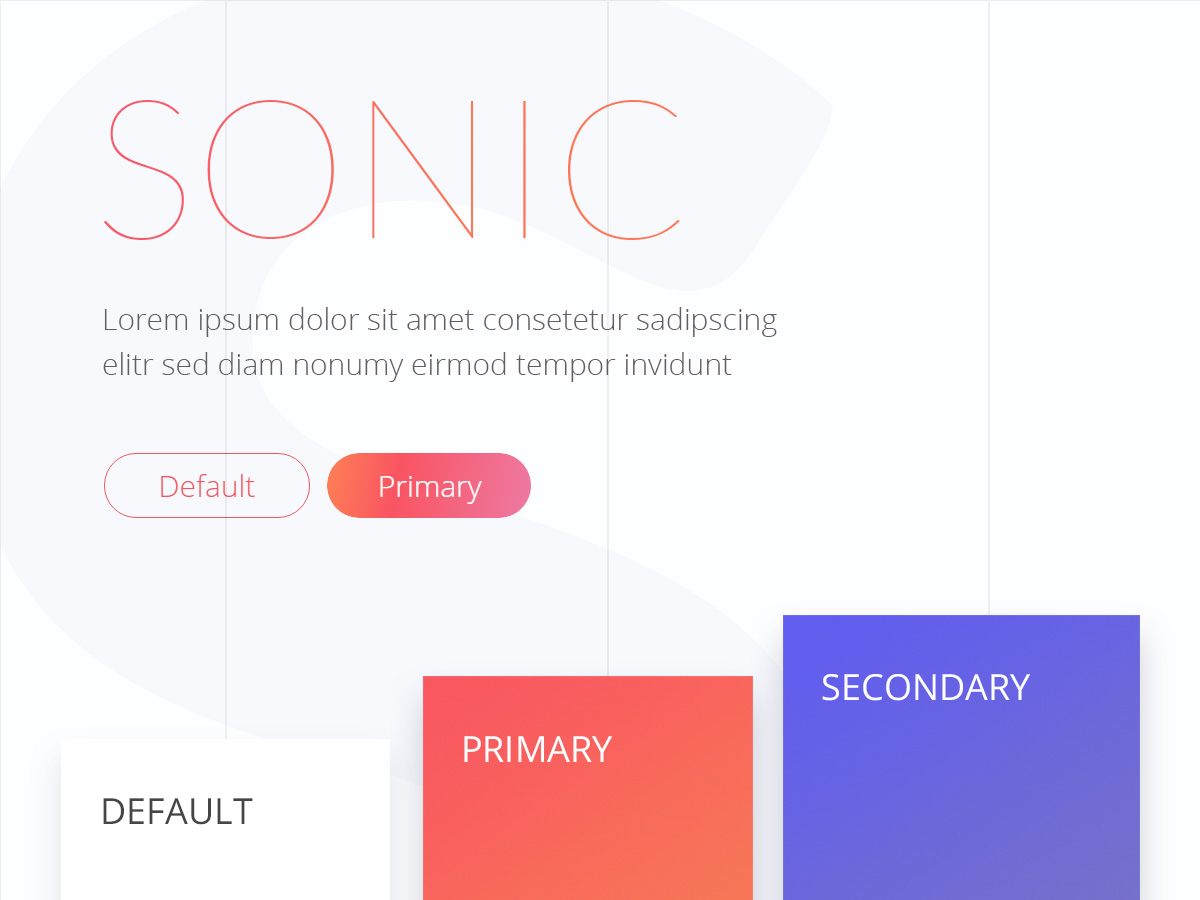 SONIC
Lorem ipsum dolor sit amet consetetur sadipscing
elitr sed diam nonumy eirmod tempor invidunt
Default
Primary
SECONDARY
PRIMARY
DEFAULT